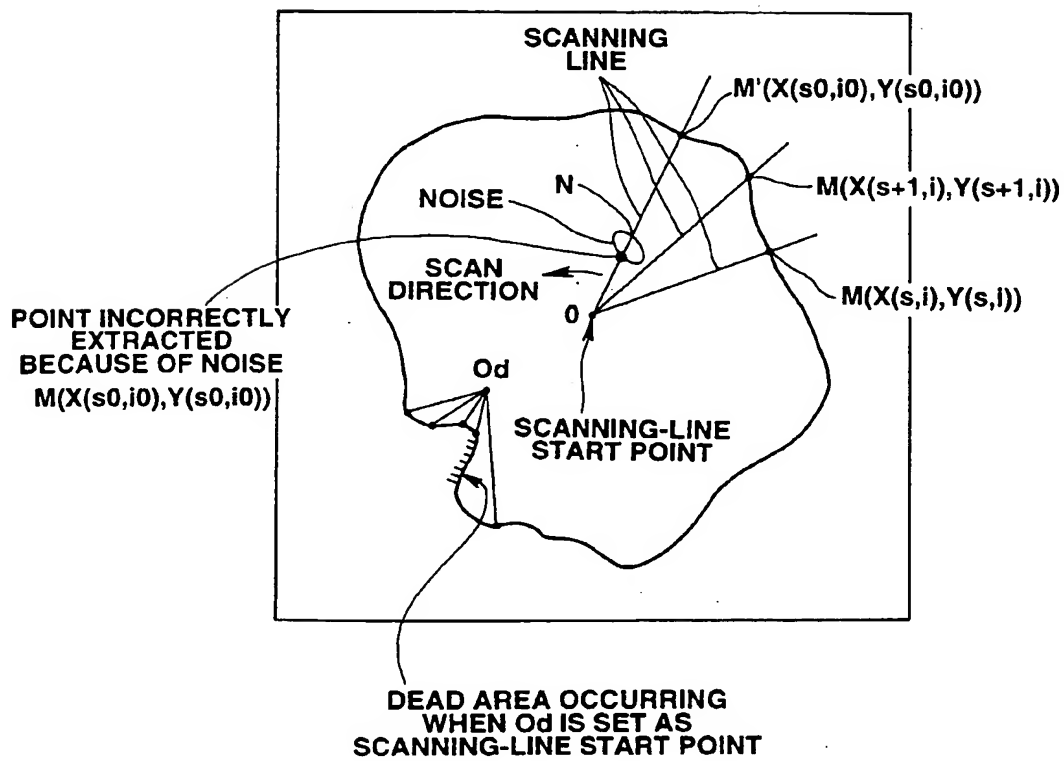 SCANNING
LINE
M'(X(s0,i0),Y(s0,i0))
M(X(s+1,i),Y(s+1,i))
N
NOISE
SCAN
DIRECTION
M(X(s,i),Y(s,i))
0
POINT INCORRECTLY
EXTRACTED
BECAUSE OF NOISE
M(X(s0,i0),Y(s0,i0))
Od
SCANNING-LINE
START POINT
DEAD AREA OCCURRING
WHEN Od IS SET AS
SCANNING-LINE START POINT